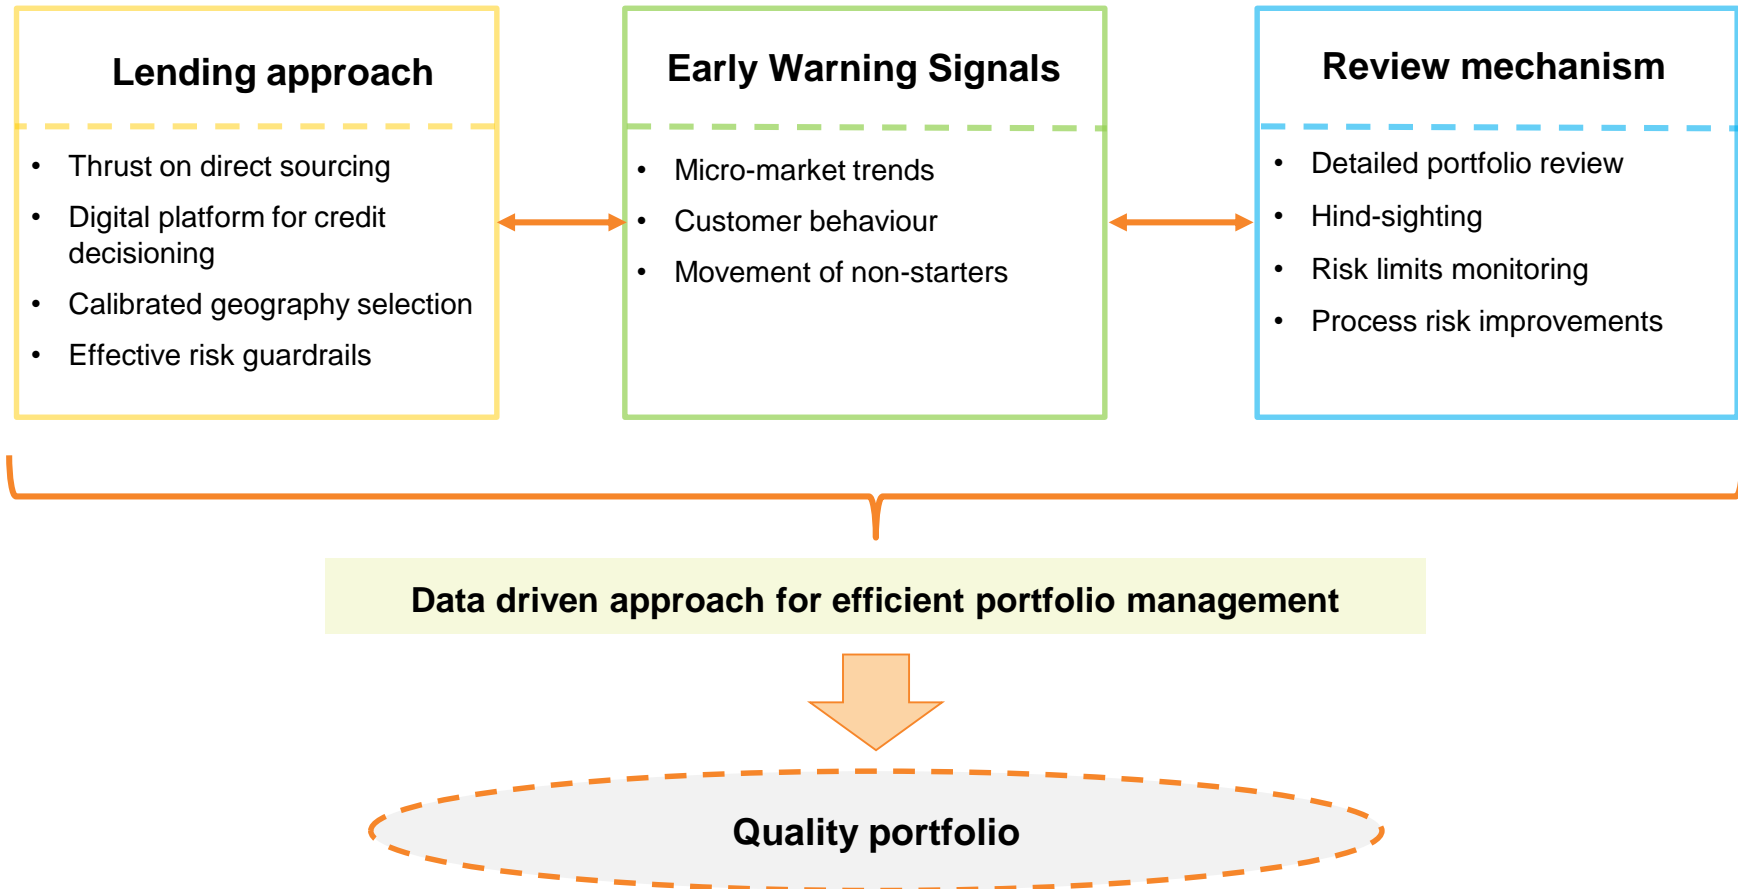 Lending approach
• Thrust on direct sourcing
• Digital platform for credit
decisioning
• Calibrated geography selection
• Effective risk guardrails
Early Warning Signals
• Micro-market trends
• Customer behaviour
• Movement of non-starters
Review mechanism
• Detailed portfolio review
• Hind-sighting
• Risk limits monitoring
• Process risk improvements
Data driven approach for efficient portfolio management
Quality portfolio